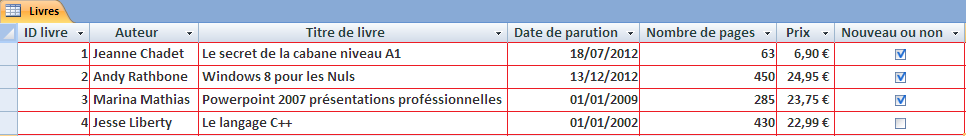 Livres
ID livre Auteur Titre de livre Date de parution Nombre de pages Prix Nouveau ou non
1 Jeanne Chadet Le secret de la cabane niveau A1 18/07/2012 63 6,90 €
2 Andy Rathbone Windows 8 pour les Nuls 13/12/2012 450 24,95 €
3 Marina Mathias Powerpoint 2007 présentations proféssionnelles 01/01/2009 285 23,75 €
4 Jesse Liberty Le langage C++ 01/01/2002 430 22,99 €